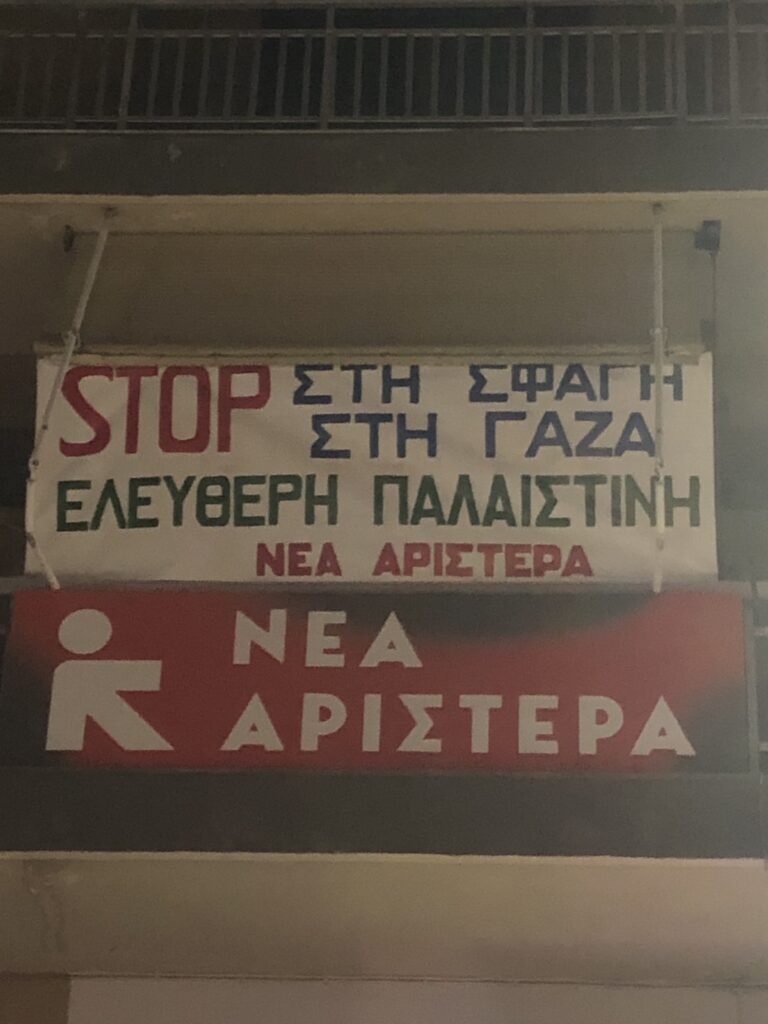 STOP ΣΤΗ ΣΦΑΓΗ
ΣΤΗ ΓΑΖΑ
ΕΛΕΥΘΕΡΗ ΠΑΛΑΙΣΤΙΝΗ
ΝΕΑ ΑΡΙΣΤΕΡΑ
ΝΕΑ
ΑΡΙΣΤΕΡΑ